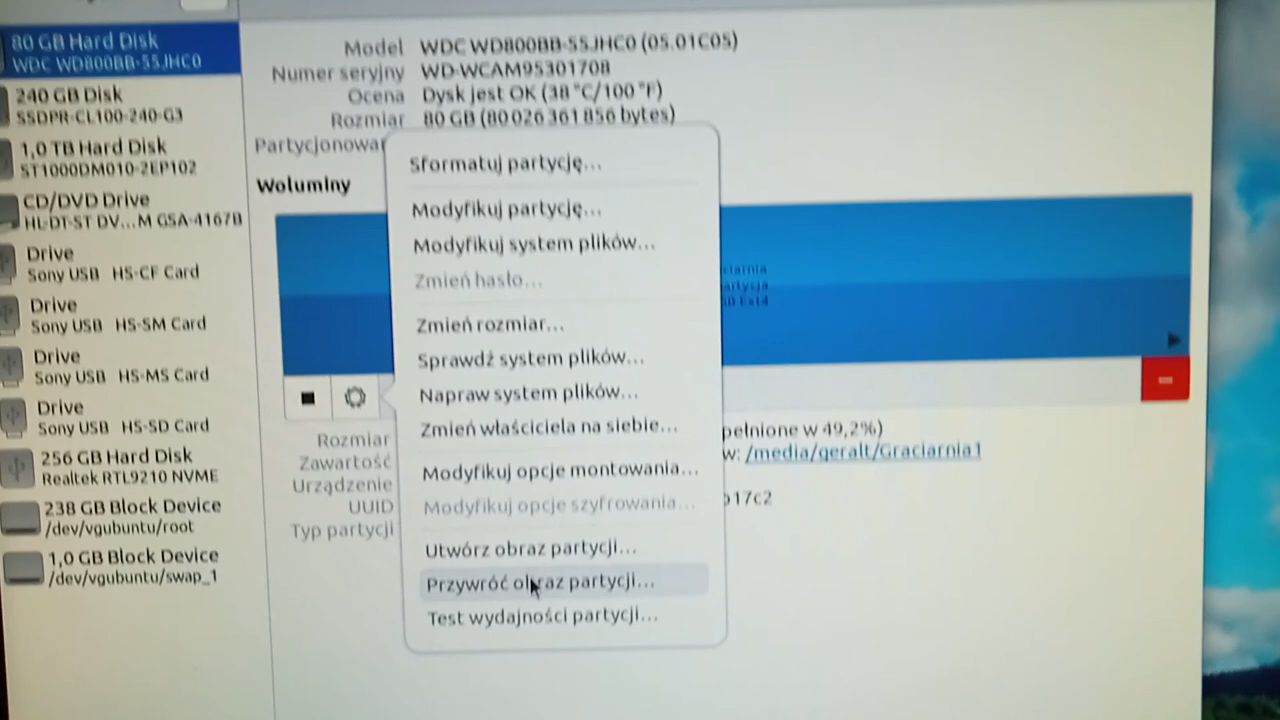 80 GB Hard Disk
WDC WD800BB-55JHC0
240 GB Disk
SSDPR-CL100-240-G3
1,0 TB Hard Disk
ST1000DM010-2EP102
CD/DVD Drive
HL-DT-ST DV...M GSA-4167B
Drive
Sony USB HS-CF Card
Drive
Sony USB HS-SM Card
Drive
Sony USB HS-MS Card
Drive
Sony USB HS-SD Card
256 GB Hard Disk
Realtek RTL9210 NVME
238 GB Block Device
/dev/vgubuntu/root
1,0 GB Block Device
/dev/vgubuntu/swap_1
Model WDC WD800BB-55JHC0 (05.01C05)
Numer seryjny WD-WCAM95301708
Ocena Dysk jest OK (38 °C/100 °F)
Rozmiar 80 GB (80 026 361 856 bytes)
Partycjonowan
Woluminy
ciarnia
artycja
GB Ext4
Sformatuj partycję...
Modyfikuj partycję...
Modyfikuj system plików...
Zmień hasło...
Zmień rozmiar...
Sprawdź system plików...
Napraw system plików...
Zmień właściciela na siebie...
Modyfikuj opcje montowania...
Modyfikuj opcje szyfrowania...
Utwórz obraz partycji...
Przywróć obraz partycji...
Test wydajności partycji...
Rozmiar
pełnione w 49,2%)
Zawartość
w: /media/geralt/Graciarnia1
Urządzenie
UUID
b17c2
Typ partycji